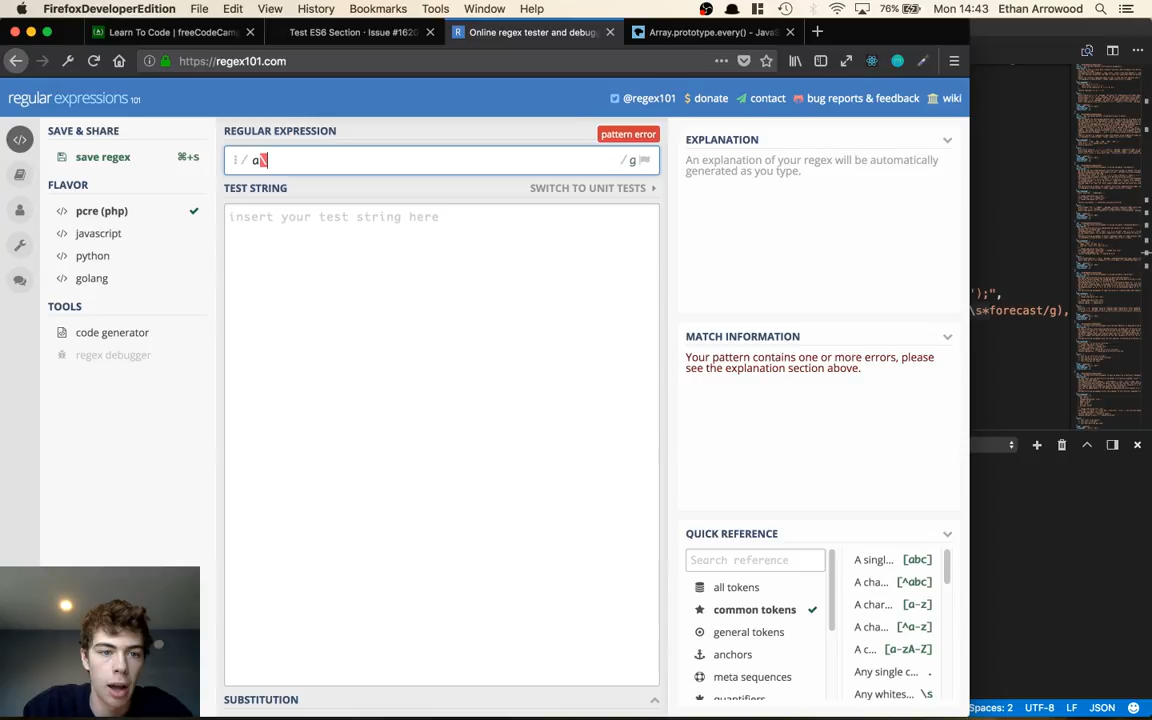 FirefoxDeveloperEdition File Edit View History Bookmarks Tools Window Help 76% Mon 14:43 Ethan Arrowood
Learn To Code | freeCodeCam
Test ES6 Section · Issue #1620
Online regex tester and debug
Array.prototype.every() - Java
https://regex101.com
regular expressions 101
@regex101 donate contact bug reports & feedback wiki
SAVE & SHARE
save regex ⌘+s
FLAVOR
pcre (php)
javascript
python
golang
TOOLS
code generator
regex debugger
REGULAR EXPRESSION
pattern error
/ a\ / g
TEST STRING
SWITCH TO UNIT TESTS
insert your test string here
SUBSTITUTION
EXPLANATION
An explanation of your regex will be automatically
generated as you type.
MATCH INFORMATION
Your pattern contains one or more errors, please
see the explanation section above.
QUICK REFERENCE
Search reference
all tokens
common tokens
general tokens
anchors
meta sequences
quantifiers
A singl... [abc]
A cha... [^abc]
A char... [a-z]
A cha... [^a-z]
A c... [a-zA-Z]
Any single c... .
Any whites... \s
');",
\s*forecast/g),
Spaces: 2 UTF-8 LF JSON